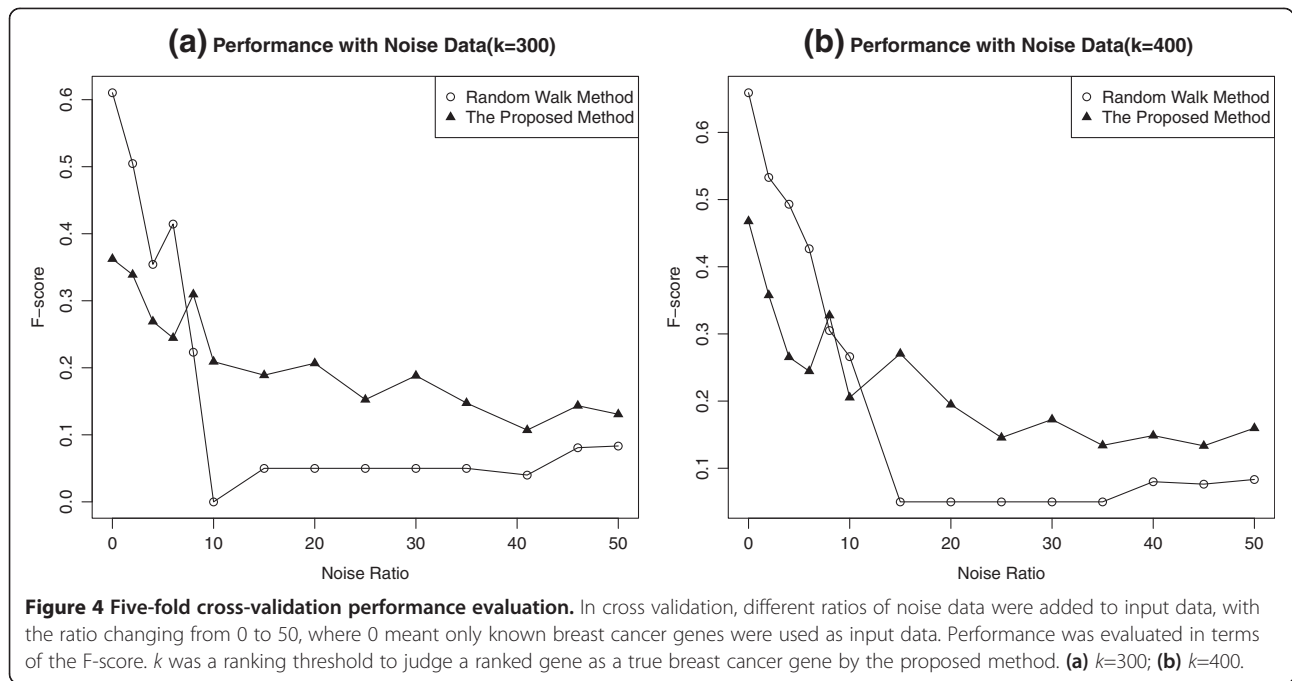 (a) Performance with Noise Data(k=300)
Random Walk Method
The Proposed Method
F−score
0.6
0.5
0.4
0.3
0.2
0.1
0.0
0 10 20 30 40 50
Noise Ratio
(b) Performance with Noise Data(k=400)
Random Walk Method
The Proposed Method
F−score
0.6
0.5
0.4
0.3
0.2
0.1
0 10 20 30 40 50
Noise Ratio
Figure 4 Five-fold cross-validation performance evaluation. In cross validation, different ratios of noise data were added to input data, with
the ratio changing from 0 to 50, where 0 meant only known breast cancer genes were used as input data. Performance was evaluated in terms
of the F-score. k was a ranking threshold to judge a ranked gene as a true breast cancer gene by the proposed method. (a) k=300; (b) k=400.